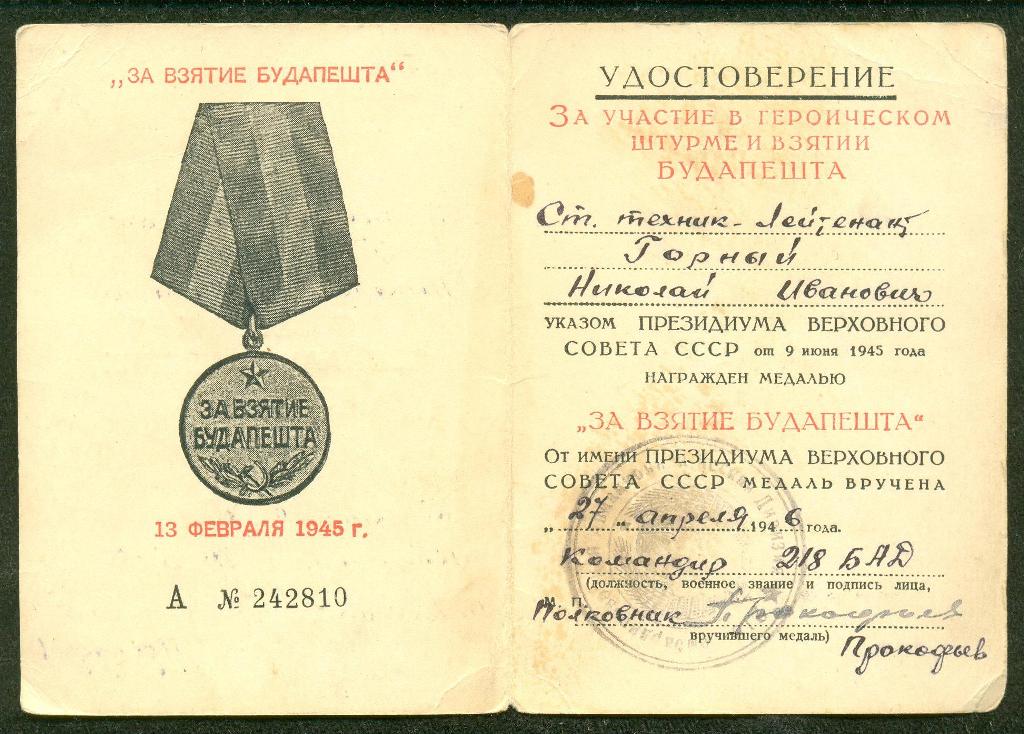 „ЗА ВЗЯТИЕ БУДАПЕШТА“
ЗА ВЗЯТИЕ
БУДАПЕШТА
13 ФЕВРАЛЯ 1945 г.
А № 242810
УДОСТОВЕРЕНИЕ
ЗА УЧАСТИЕ В ГЕРОИЧЕСКОМ
ШТУРМЕ И ВЗЯТИИ
БУДАПЕШТА
Ст. техник-Лейтенант
Горный
Николай Иванович
УКАЗОМ ПРЕЗИДИУМА ВЕРХОВНОГО
СОВЕТА СССР от 9 июня 1945 года
НАГРАЖДЕН МЕДАЛЬЮ
„ЗА ВЗЯТИЕ БУДАПЕШТА“
От имени ПРЕЗИДИУМА ВЕРХОВНОГО
СОВЕТА СССР МЕДАЛЬ ВРУЧЕНА
„27„ апреля 1946 года.
Командир 218 БАД
(должность, военное звание и подпись лица,
М. П.
Полковник Прокофьев
вручившего медаль)
Прокофьев